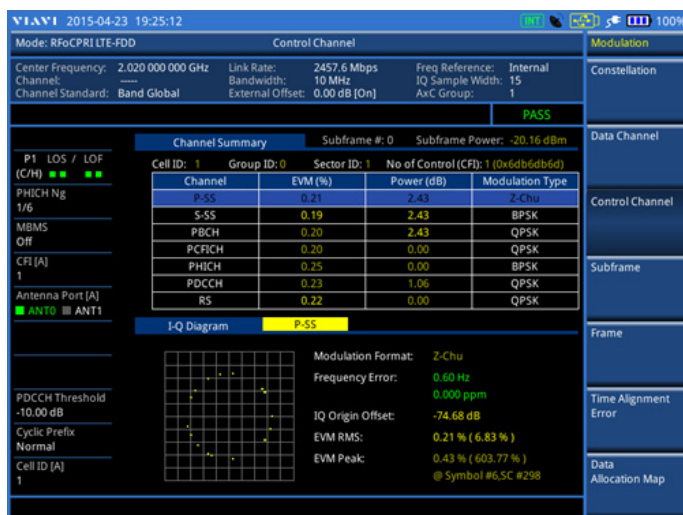 VIAVI 2015-04-23 19:25:12
INT 100%
Mode: RFoCPRI LTE-FDD Control Channel
Modulation
Center Frequency: 2.020 000 000 GHz Link Rate: 2457.6 Mbps Freq Reference: Internal
Channel: ----- Bandwidth: 10 MHz IQ Sample Width: 15
Channel Standard: Band Global External Offset: 0.00 dB [On] AxC Group: 1
Constellation
PASS
Channel Summary Subframe #: 0 Subframe Power: -20.16 dBm
Data Channel
Cell ID: 1 Group ID: 0 Sector ID: 1 No of Control (CFI): 1 (0x6db6db6d)
P1 LOS / LOF
(C/H)
Channel EVM (%) Power (dB) Modulation Type
P-SS 0.21 2.43 Z-Chu
S-SS 0.19 2.43 BPSK
PBCH 0.20 2.43 QPSK
PCFICH 0.20 0.00 QPSK
PHICH 0.25 0.00 BPSK
PDCCH 0.23 1.06 QPSK
RS 0.22 0.00 QPSK
PHICH Ng
1/6
MBMS
Off
CFI [A]
1
Antenna Port [A]
ANT0 ANT1
Control Channel
Subframe
Frame
I-Q Diagram P-SS
Modulation Format: Z-Chu
Frequency Error: 0.60 Hz
0.000 ppm
IQ Origin Offset: -74.68 dB
EVM RMS: 0.21 % ( 6.83 % )
EVM Peak: 0.43 % ( 603.77 % )
@ Symbol #6,SC #298
PDCCH Threshold
-10.00 dB
Cyclic Prefix
Normal
Cell ID [A]
1
Time Alignment
Error
Data
Allocation Map